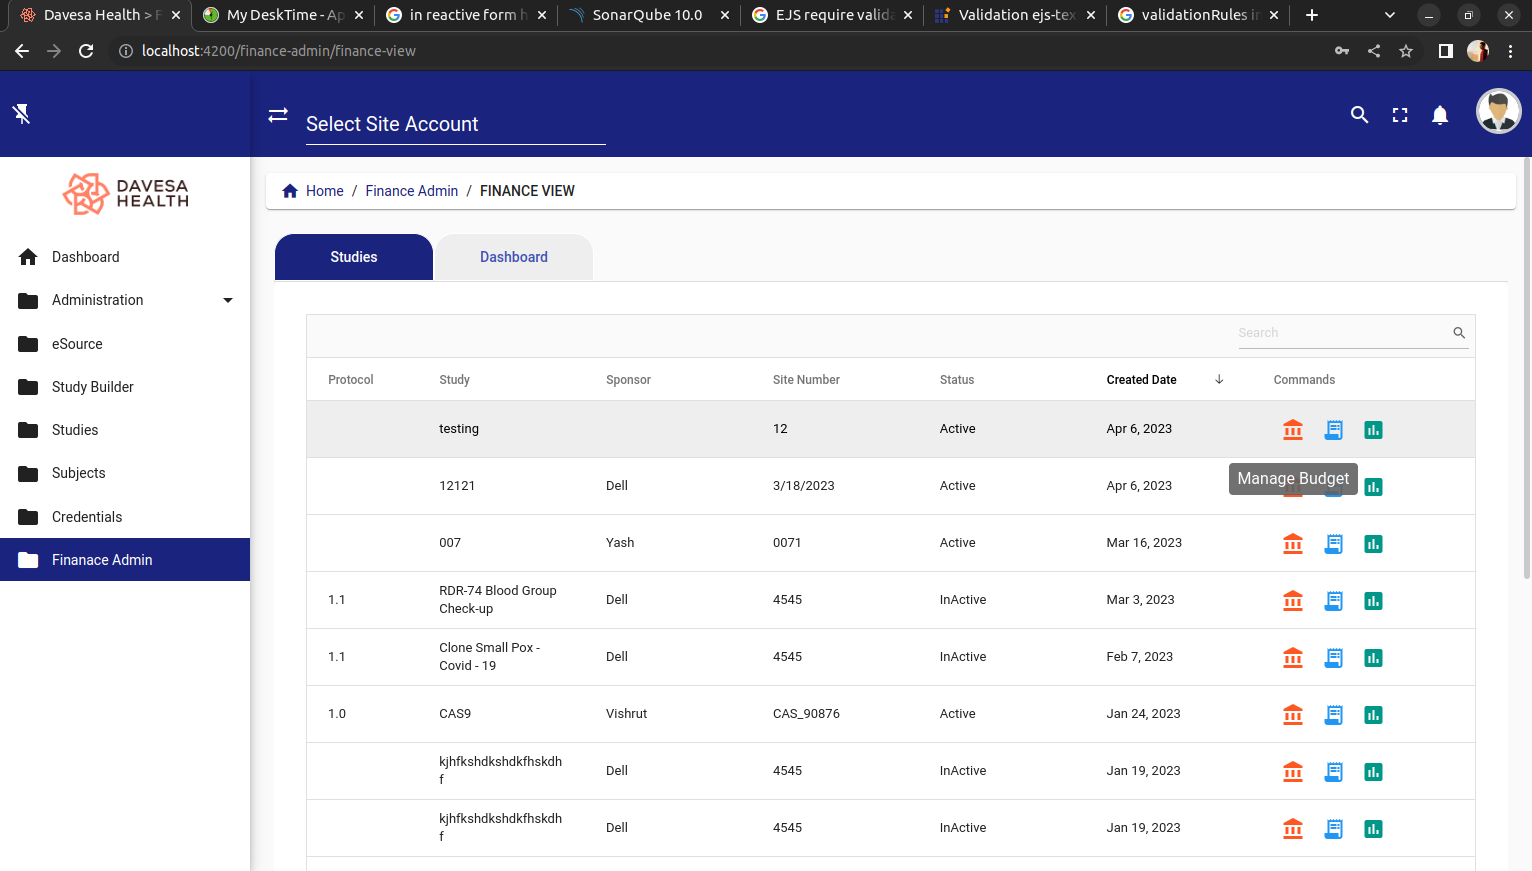 Davesa Health > F
My DeskTime - Ap
in reactive form h
SonarQube 10.0
EJS require valida
Validation ejs-tex
validationRules in
localhost:4200/finance-admin/finance-view
Select Site Account
DAVESA
HEALTH
Dashboard
Administration
eSource
Study Builder
Studies
Subjects
Credentials
Finanace Admin
Home / Finance Admin / FINANCE VIEW
Studies Dashboard
Search
Protocol Study Sponsor Site Number Status Created Date Commands
testing 12 Active Apr 6, 2023
12121 Dell 3/18/2023 Active Apr 6, 2023
Manage Budget
007 Yash 0071 Active Mar 16, 2023
1.1 RDR-74 Blood Group Dell 4545 InActive Mar 3, 2023
Check-up
1.1 Clone Small Pox - Dell 4545 InActive Feb 7, 2023
Covid - 19
1.0 CAS9 Vishrut CAS_90876 Active Jan 24, 2023
kjhfkshdkshdkfhskdh Dell 4545 InActive Jan 19, 2023
f
kjhfkshdkshdkfhskdh Dell 4545 InActive Jan 19, 2023
f